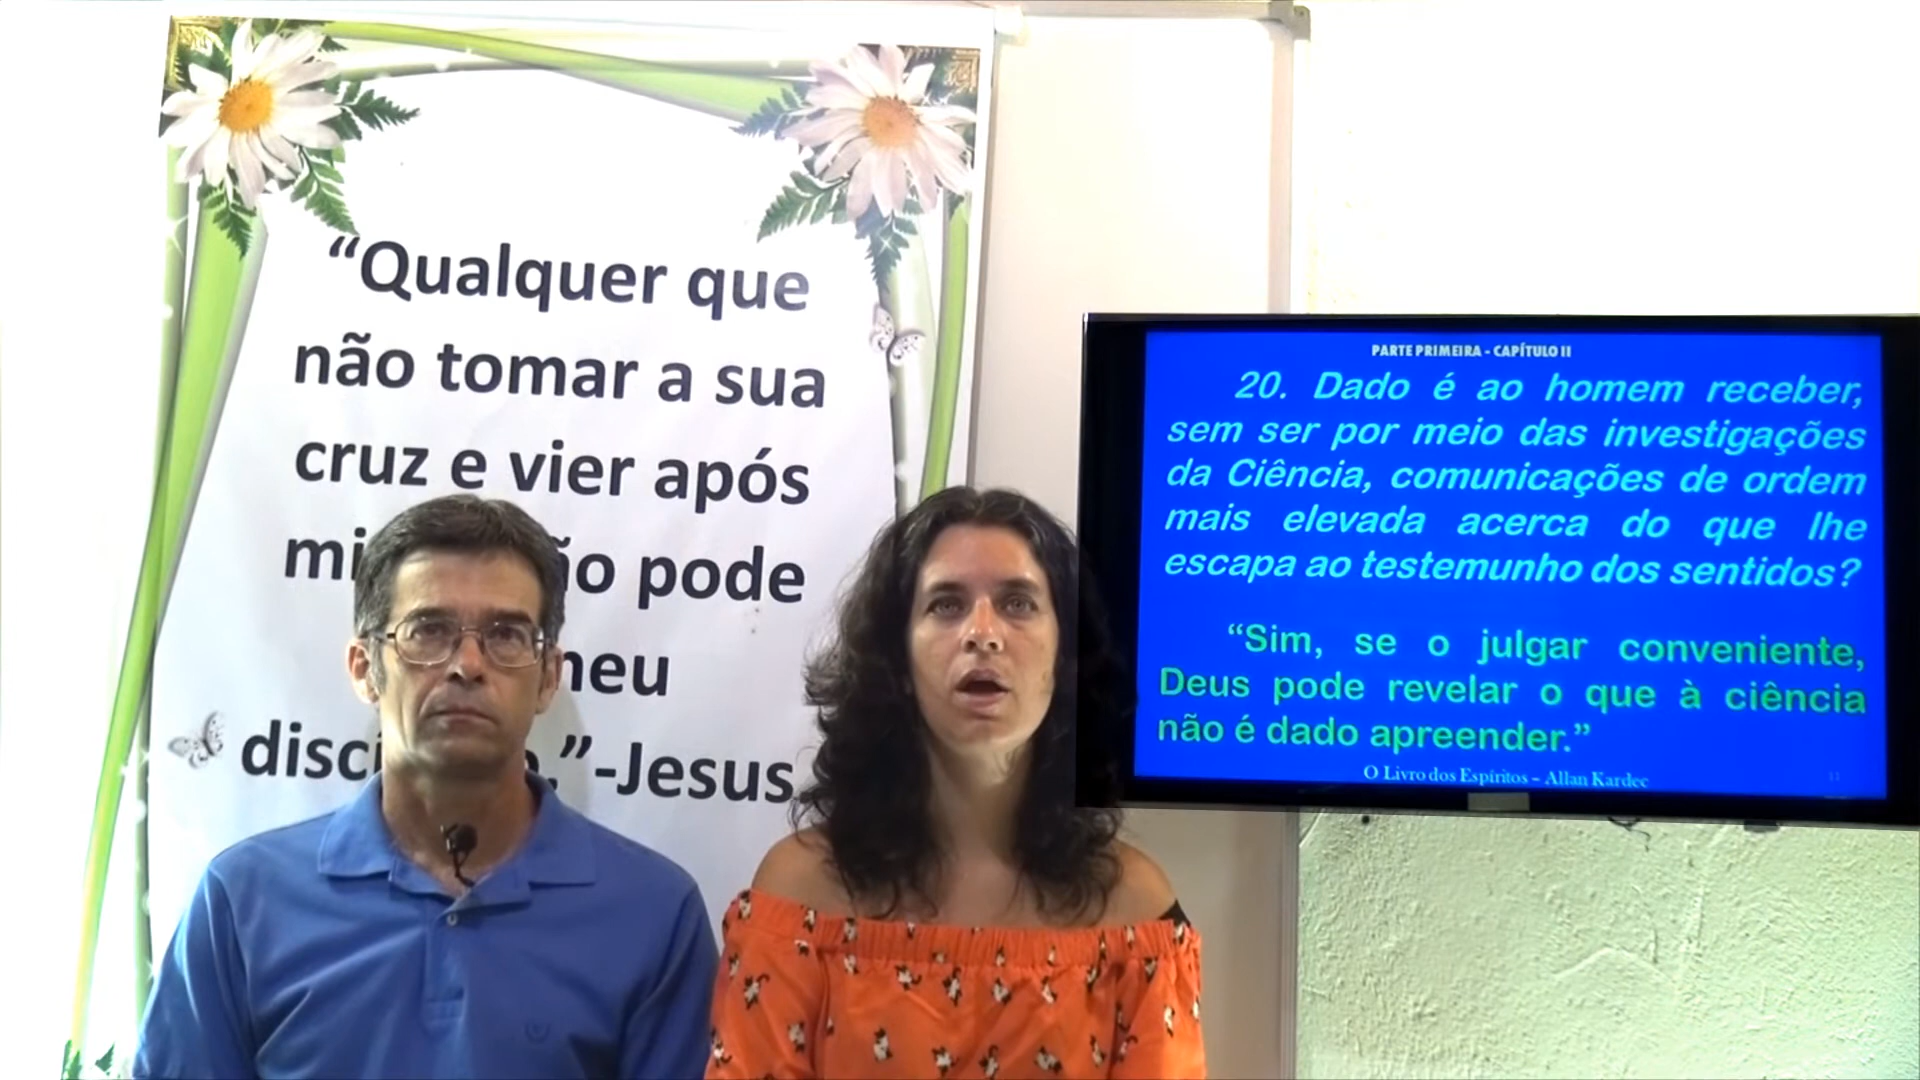 “Qualquer que
não tomar a sua
cruz e vier após
pode
-Jesus
PARTE PRIMEIRA - CAPÍTULO II
20. Dado é ao homem receber,
sem ser por meio das investigações
da Ciência, comunicações de ordem
mais elevada acerca do que lhe
escapa ao testemunho dos sentidos?
“Sim, se o julgar conveniente,
Deus pode revelar o que à ciência
não é dado apreender.”
O Livro dos Espíritos – Allan Kardec
11